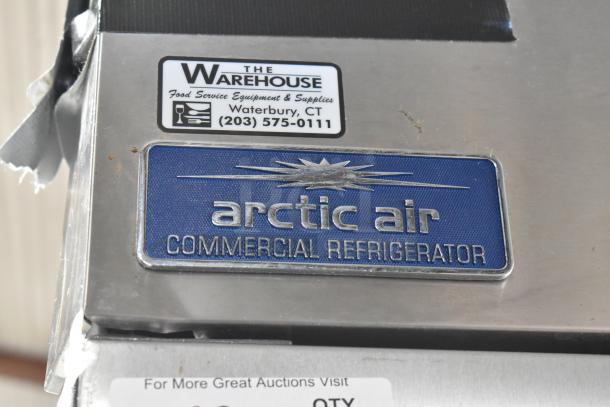 THE
WAREHOUSE
Food Service Equipment & Supplies
Waterbury, CT
(203) 575-0111
arctic air
COMMERCIAL REFRIGERATOR
For More Great Auctions Visit
QTY